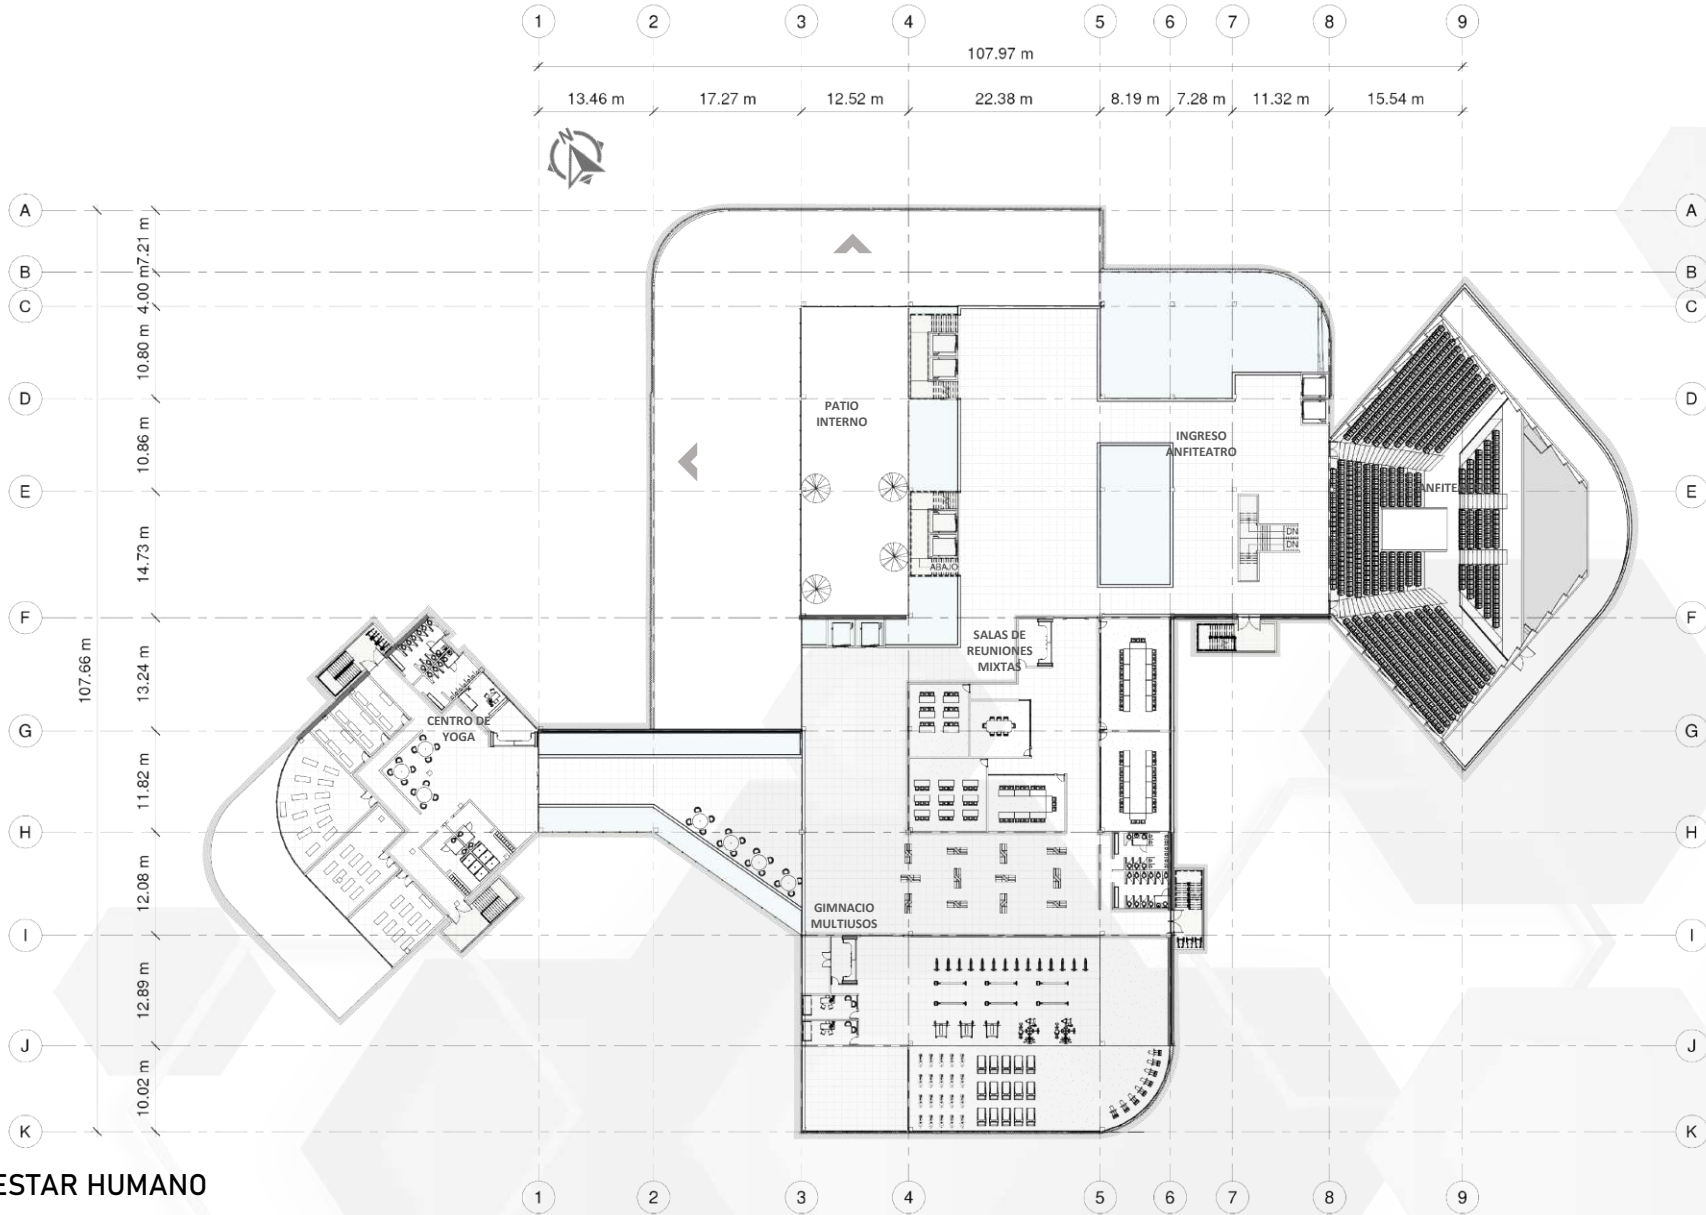 1 2 3 4 5 6 7 8 9
107.97 m
13.46 m 17.27 m 12.52 m 22.38 m 8.19 m 7.28 m 11.32 m 15.54 m
N
A A
7.21 m
B B
4.00 m
C C
10.80 m
D D
PATIO
INTERNO
10.86 m
INGRESO
ANFITEATRO
E E
ANFITE
14.73 m
DN
DN
ABAJO
F F
107.66 m
13.24 m
SALAS DE
REUNIONES
MIXTAS
CENTRO DE
YOGA
G G
11.82 m
H H
12.08 m
GIMNACIO
MULTIUSOS
I I
12.89 m
J J
10.02 m
K K
ESTAR HUMANO
1 2 3 4 5 6 7 8 9